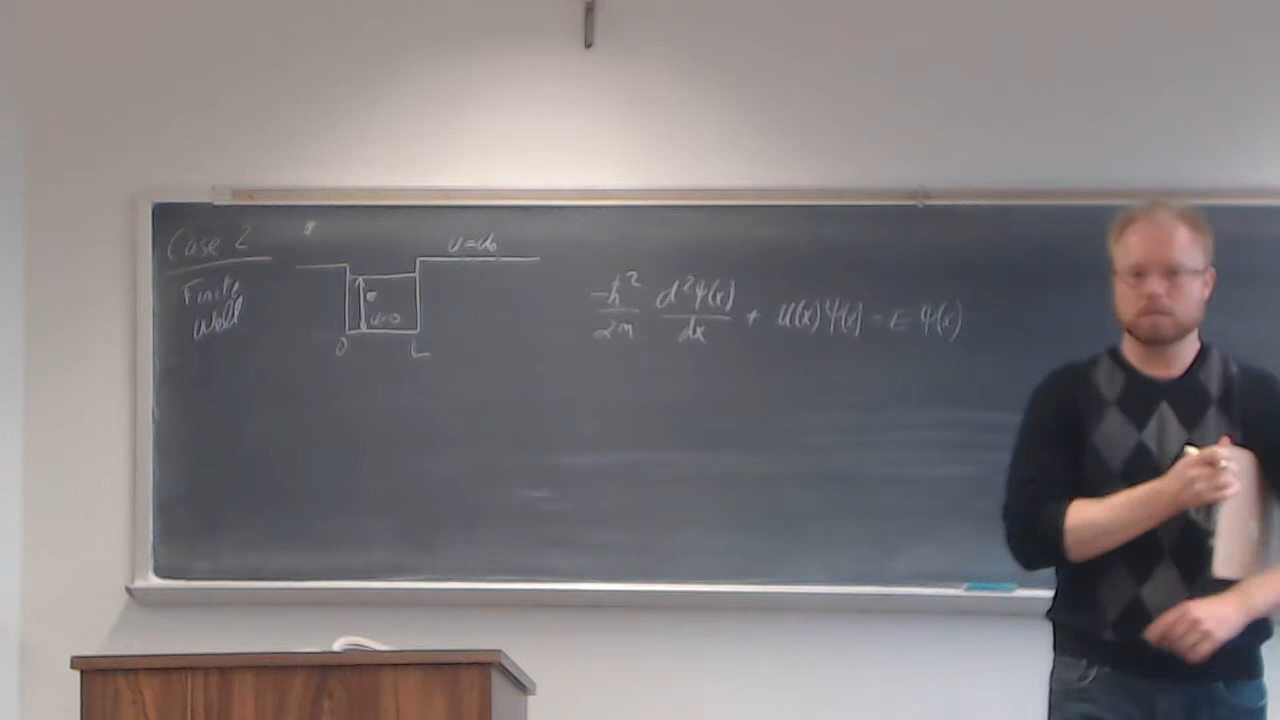 Case 2
Finite
Well
U=U₀
E
U=0
0 L
-ħ²/2m d²ψ(x)/dx + U(x)ψ(x) = Eψ(x)